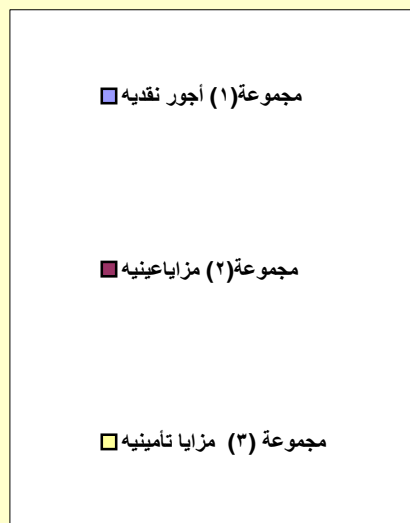 مجموعة(١) أجور نقديه
مجموعة(٢) مزاياعينيه
مجموعة (٣) مزايا تأمينيه